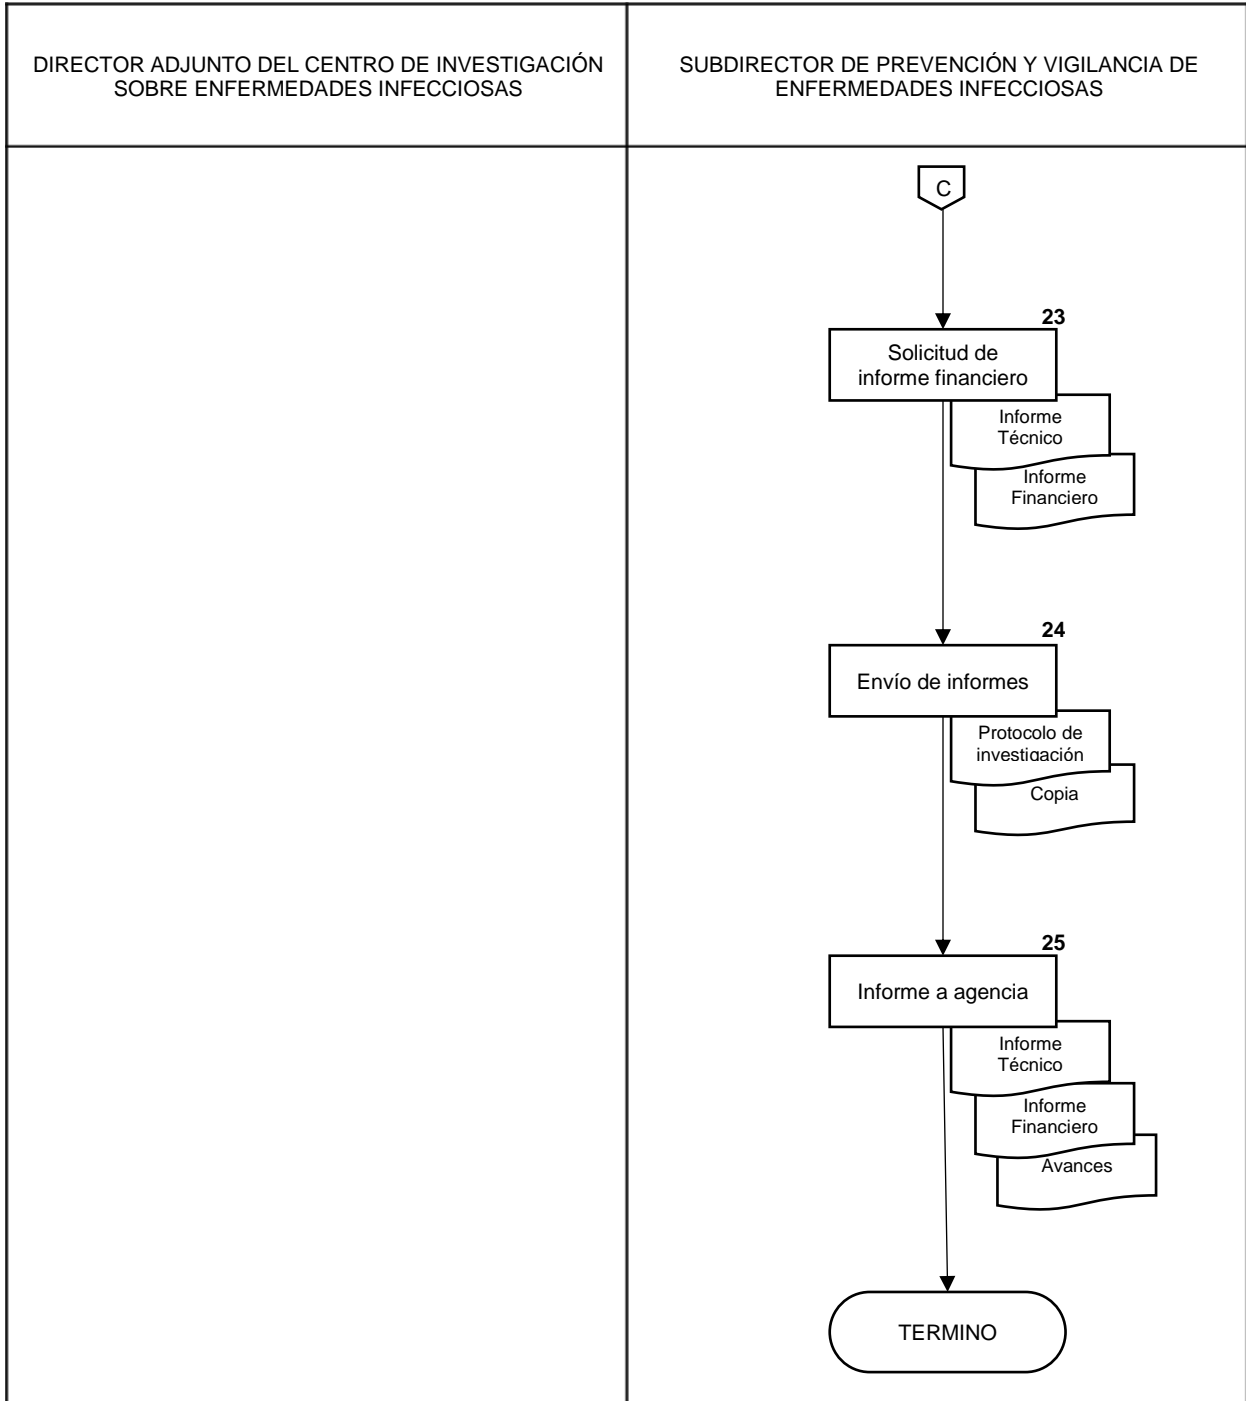 DIRECTOR ADJUNTO DEL CENTRO DE INVESTIGACIÓN
SOBRE ENFERMEDADES INFECCIOSAS
SUBDIRECTOR DE PREVENCIÓN Y VIGILANCIA DE
ENFERMEDADES INFECCIOSAS
C
23
Solicitud de
informe financiero
Informe
Técnico
Informe
Financiero
24
Envío de informes
Protocolo de
investigación
Copia
25
Informe a agencia
Informe
Técnico
Informe
Financiero
Avances
TERMINO